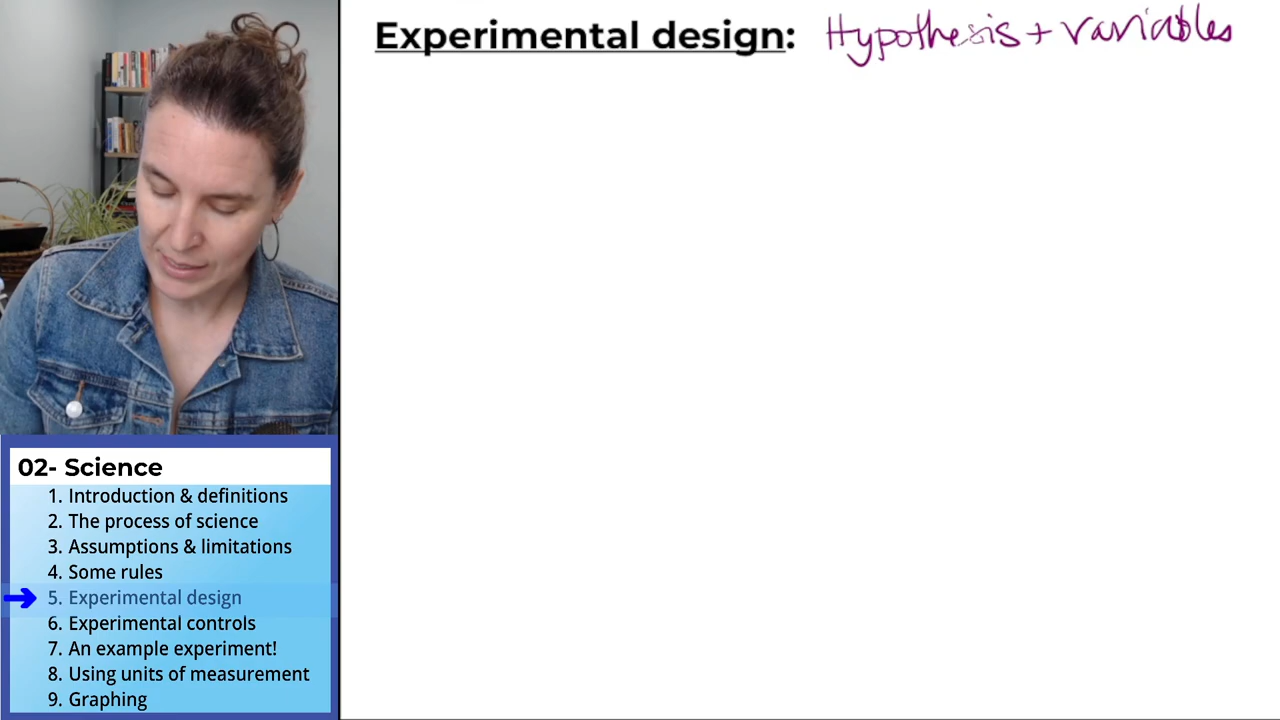 Experimental design: Hypothesis + variables
02- Science
1. Introduction & definitions
2. The process of science
3. Assumptions & limitations
4. Some rules
5. Experimental design
6. Experimental controls
7. An example experiment!
8. Using units of measurement
9. Graphing